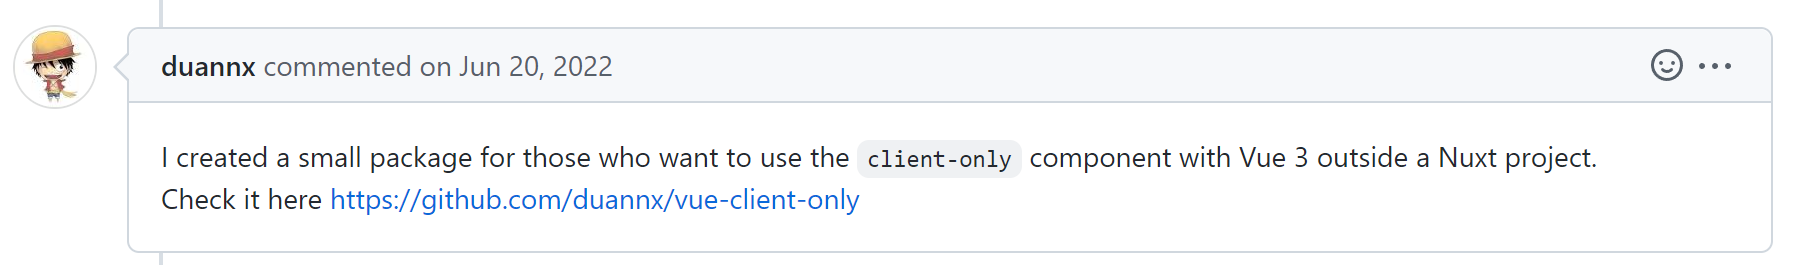 duannx commented on Jun 20, 2022
I created a small package for those who want to use the client-only component with Vue 3 outside a Nuxt project.
Check it here https://github.com/duannx/vue-client-only